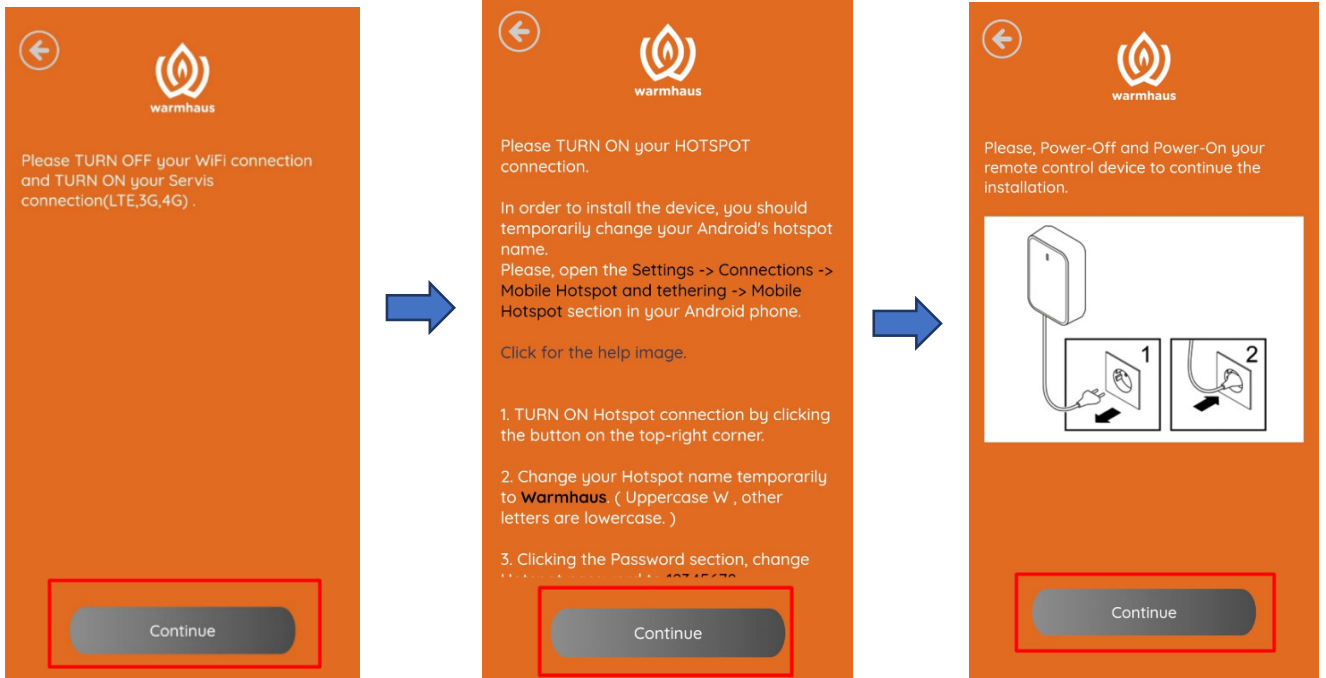 warmhaus
Please TURN OFF your WiFi connection
and TURN ON your Servis
connection(LTE,3G,4G) .
Continue
warmhaus
Please TURN ON your HOTSPOT
connection.
In order to install the device, you should
temporarily change your Android's hotspot
name.
Please, open the Settings -> Connections ->
Mobile Hotspot and tethering -> Mobile
Hotspot section in your Android phone.
Click for the help image.
1. TURN ON Hotspot connection by clicking
the button on the top-right corner.
2. Change your Hotspot name temporarily
to Warmhaus. ( Uppercase W , other
letters are lowercase. )
3. Clicking the Password section, change
Continue
warmhaus
Please, Power-Off and Power-On your
remote control device to continue the
installation.
1
2
Continue